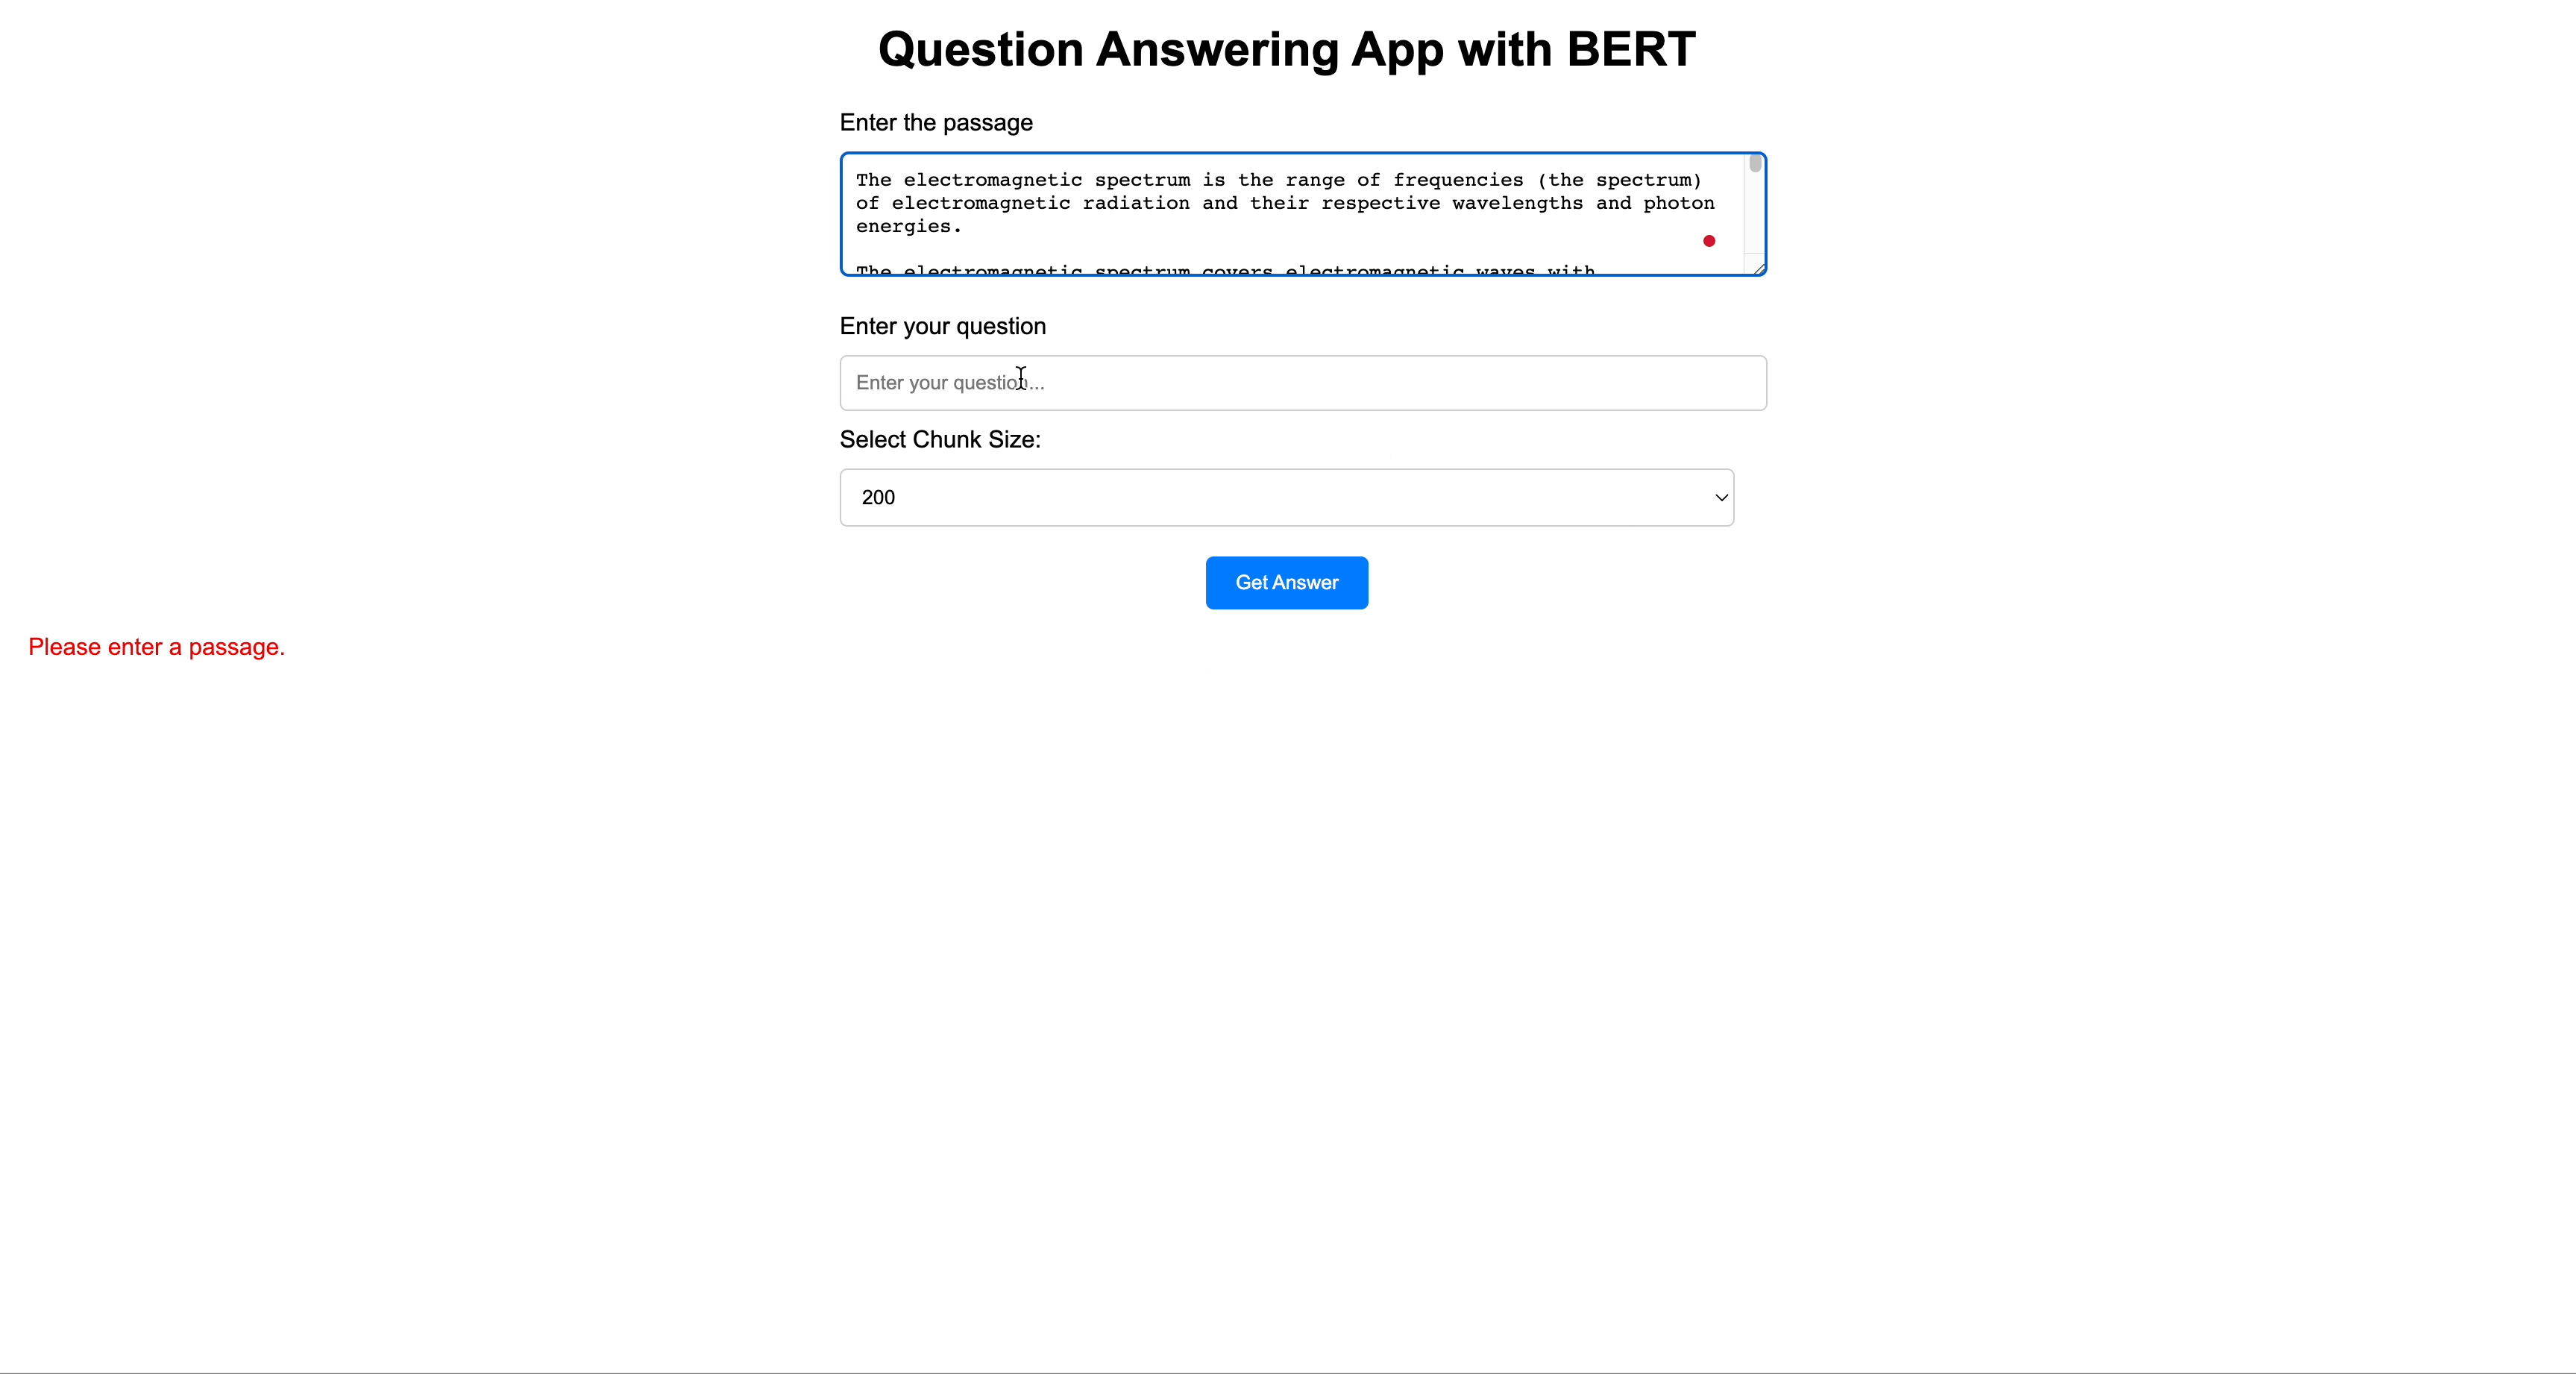 Question Answering App with BERT
Enter the passage
The electromagnetic spectrum is the range of frequencies (the spectrum)
of electromagnetic radiation and their respective wavelengths and photon
energies.
The electromagnetic spectrum covers electromagnetic waves with
Enter your question
Enter your question...
Select Chunk Size:
200
Get Answer
Please enter a passage.